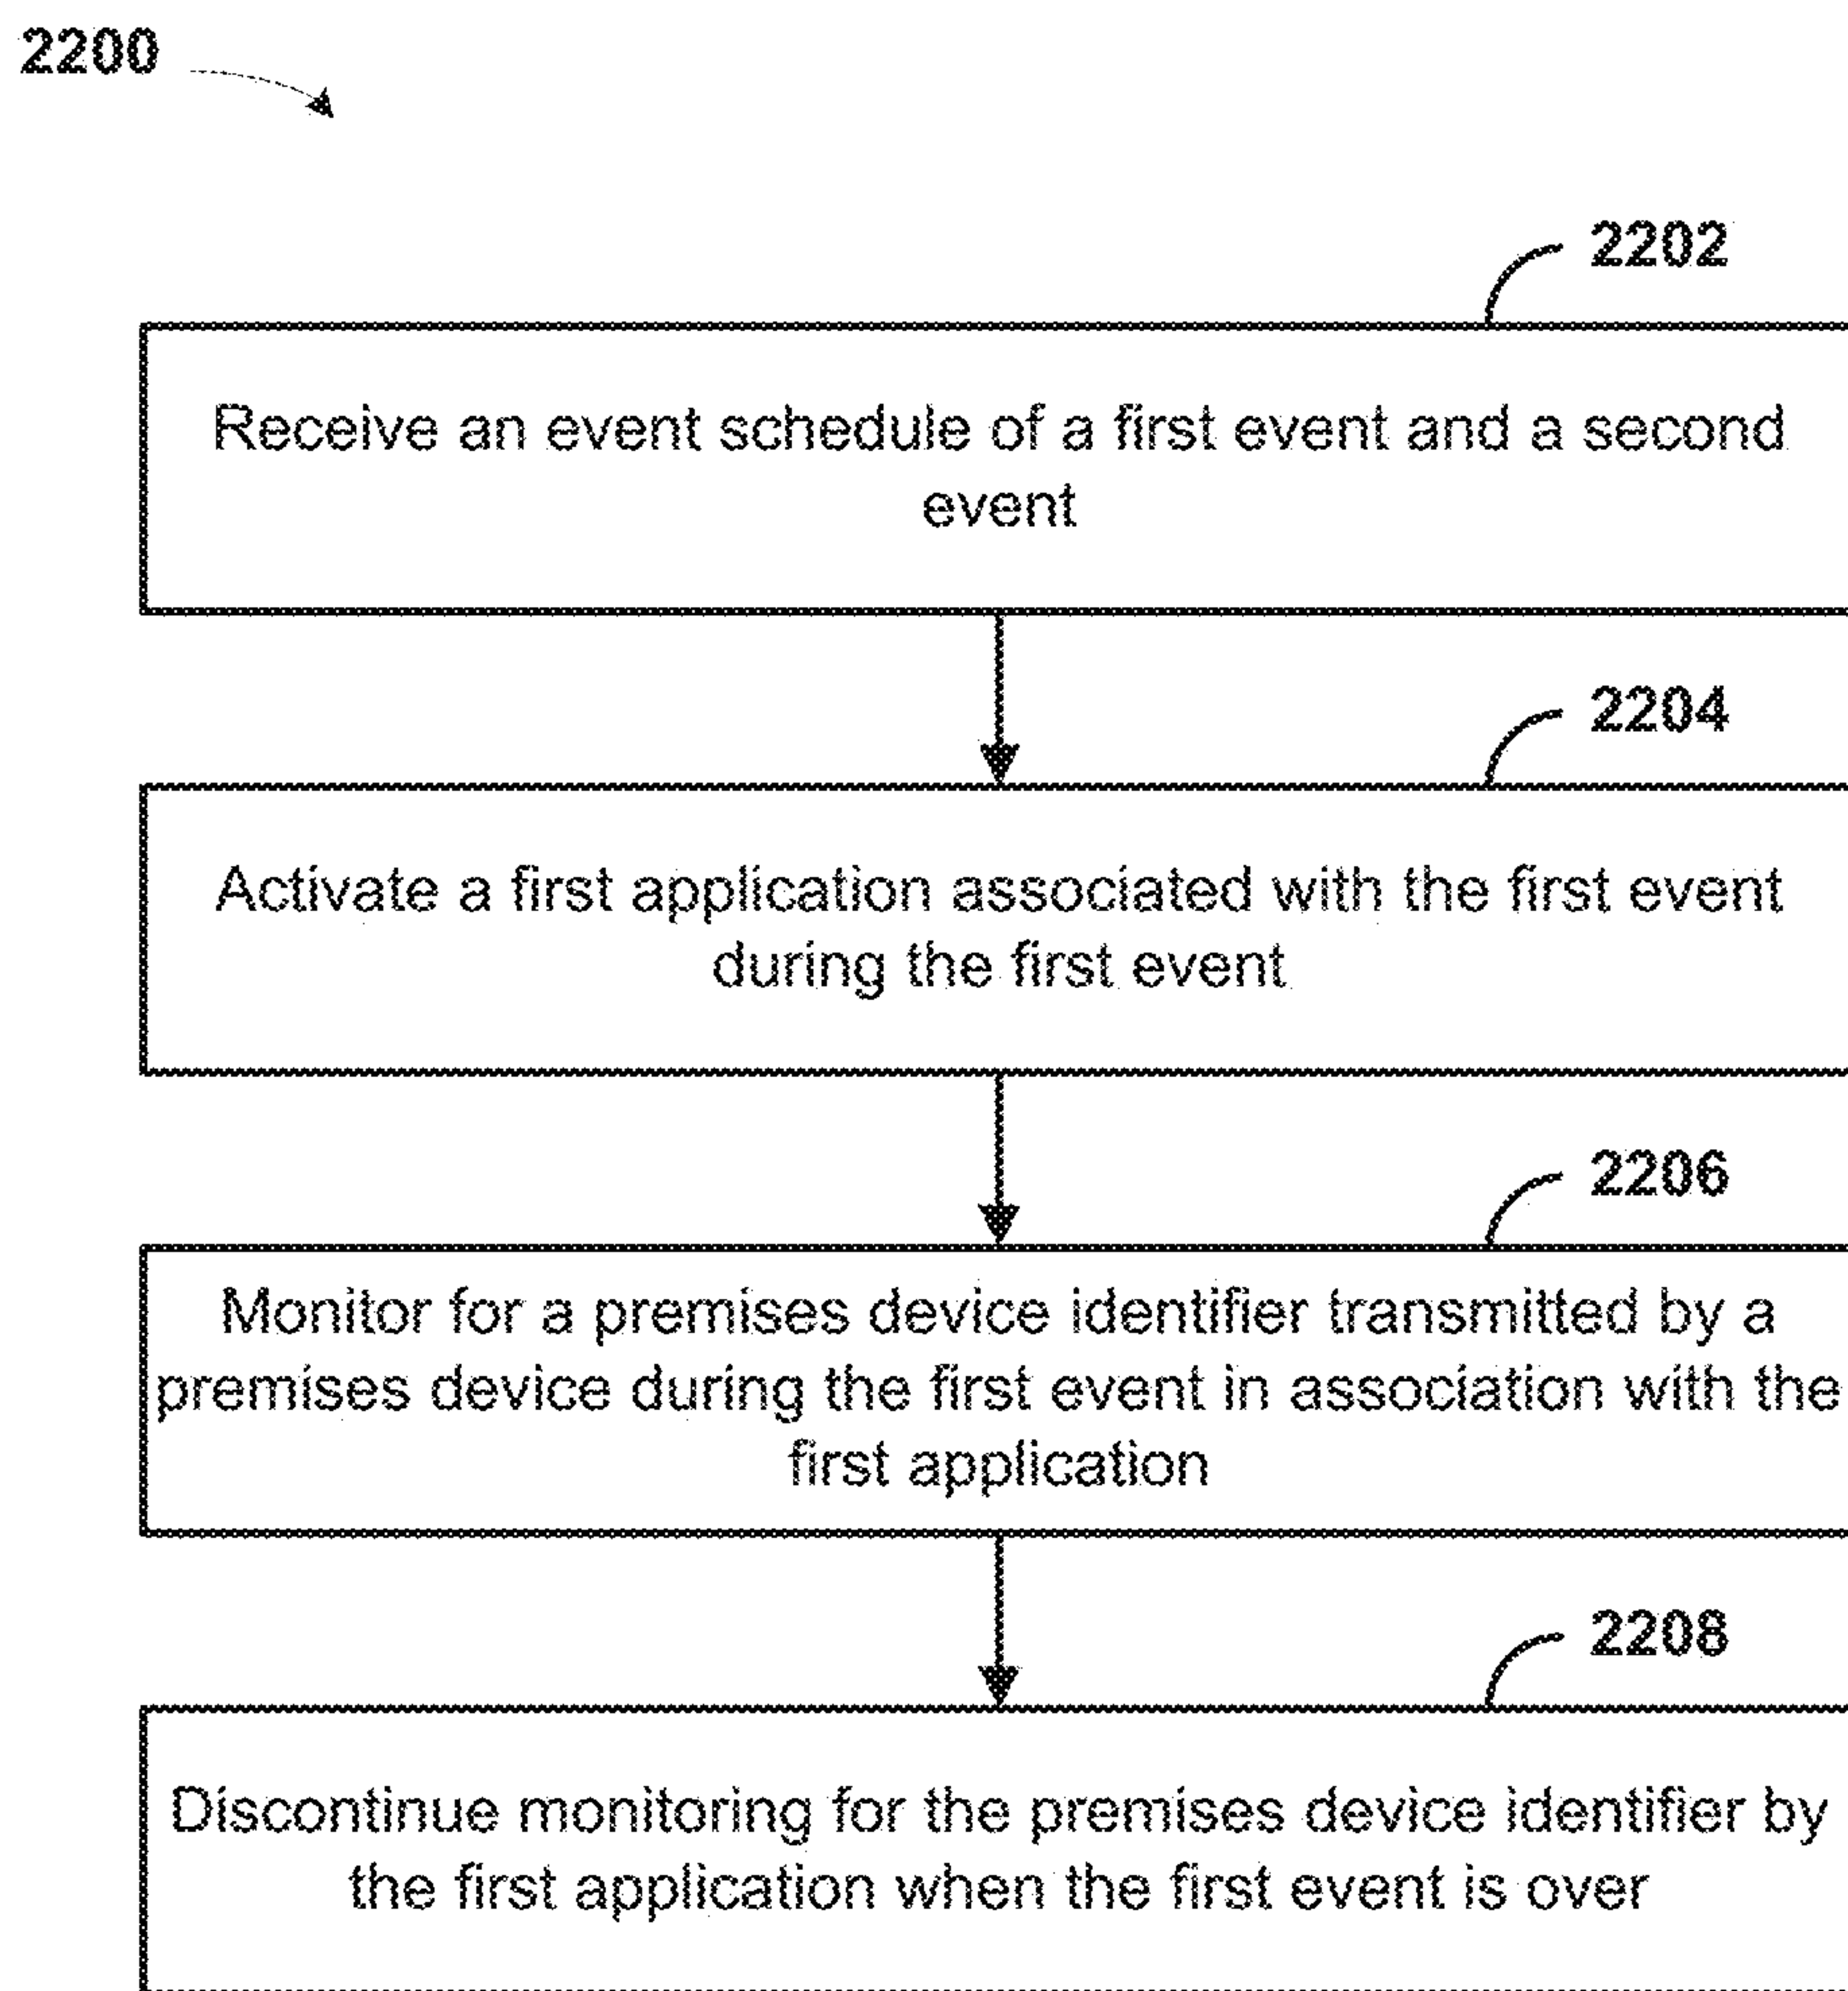 2200
2202
Receive an event schedule of a first event and a second
event
2204
Activate a first application associated with the first event
during the first event
2206
Monitor for a premises device identifier transmitted by a
premises device during the first event in association with the
first application
2208
Discontinue monitoring for the premises device identifier by
the first application when the first event is over